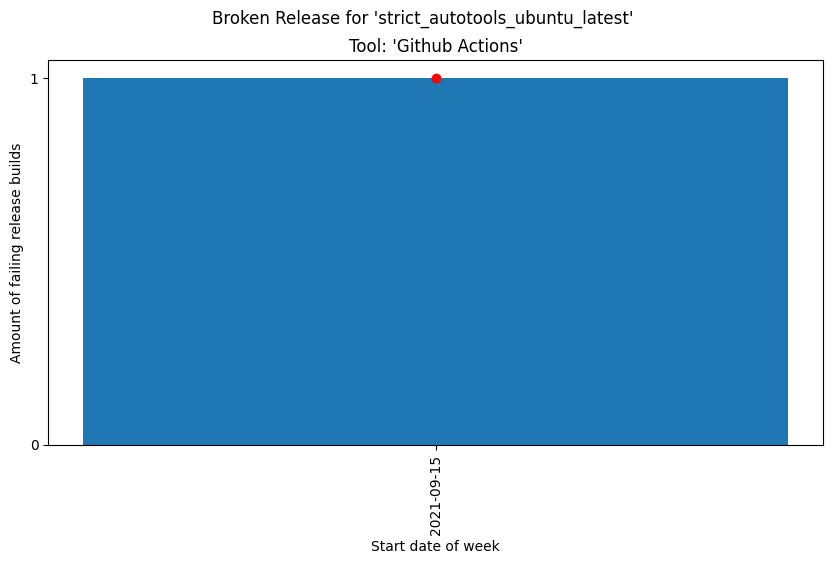 Broken Release for 'strict_autotools_ubuntu_latest'
Tool: 'Github Actions'
Amount of failing release builds
1
0
2021-09-15
Start date of week